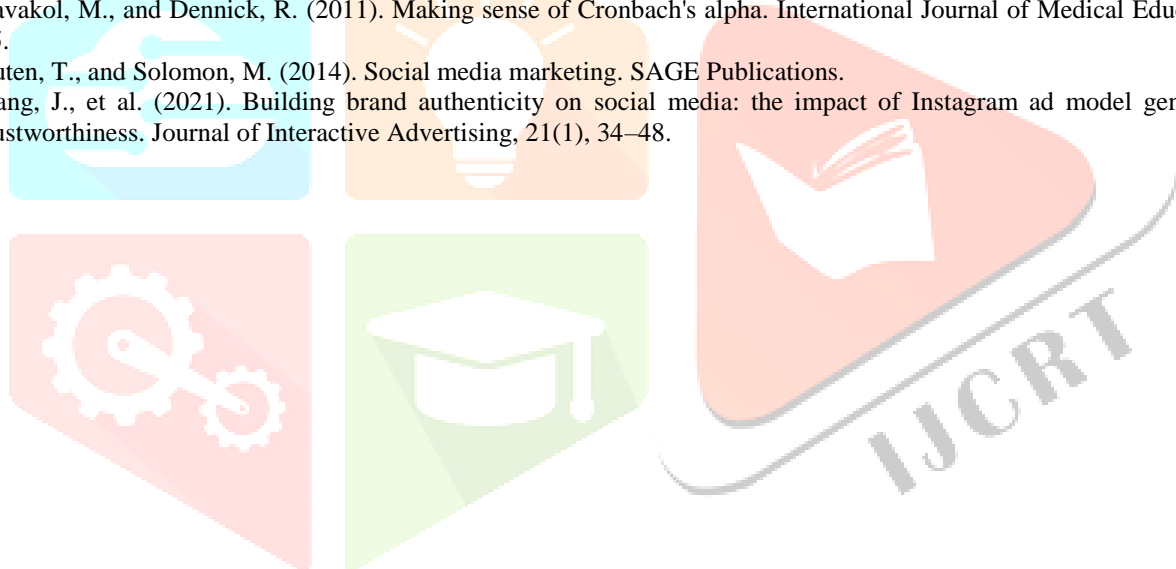 avakol, M., and Dennick, R. (2011). Making sense of Cronbach's alpha. International Journal of Medical Educ
5.
uten, T., and Solomon, M. (2014). Social media marketing. SAGE Publications.
ang, J., et al. (2021). Building brand authenticity on social media: the impact of Instagram ad model gen
ustworthiness. Journal of Interactive Advertising, 21(1), 34–48.
IJCRT